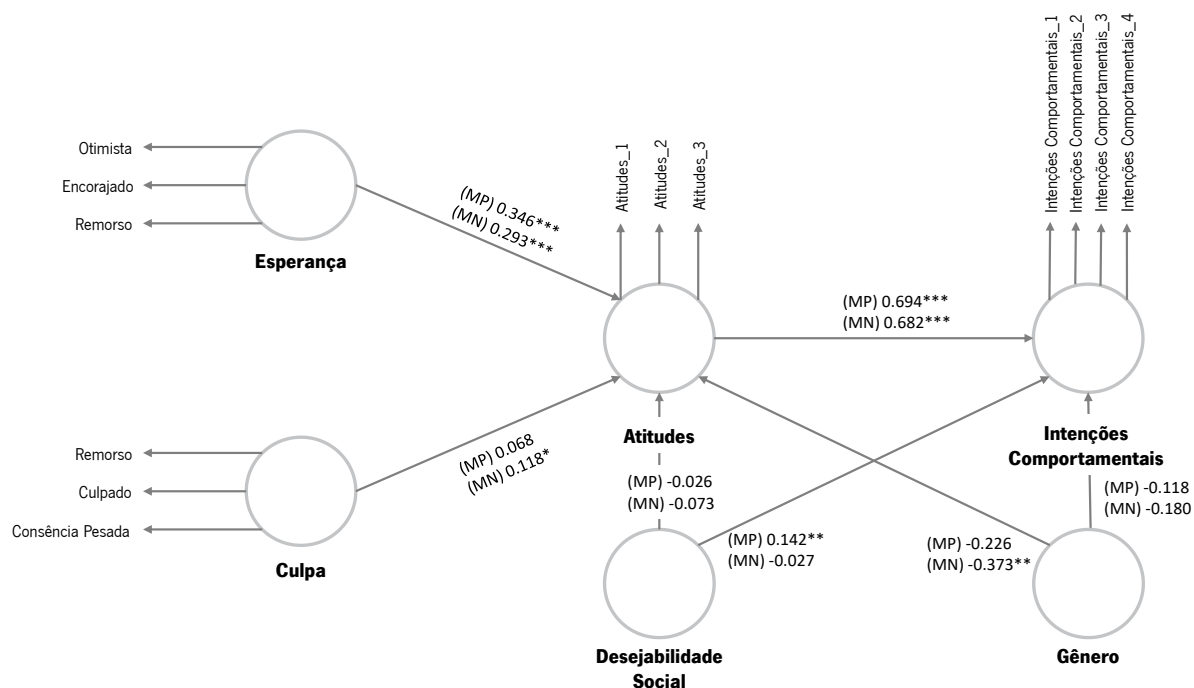 Intenções Comportamentais_1
Intenções Comportamentais_2
Intenções Comportamentais_3
Intenções Comportamentais_4
Atitudes_1
Atitudes_2
Atitudes_3
Otimista
Encorajado
Remorso
Esperança
(MP) 0.346***
(MN) 0.293***
(MP) 0.694***
(MN) 0.682***
Remorso
Culpado
Consência Pesada
Culpa
(MP) 0.068
(MN) 0.118*
Atitudes
(MP) -0.026
(MN) -0.073
Intenções
Comportamentais
(MP) -0.118
(MN) -0.180
(MP) 0.142**
(MN) -0.027
(MP) -0.226
(MN) -0.373**
Desejabilidade
Social
Gênero